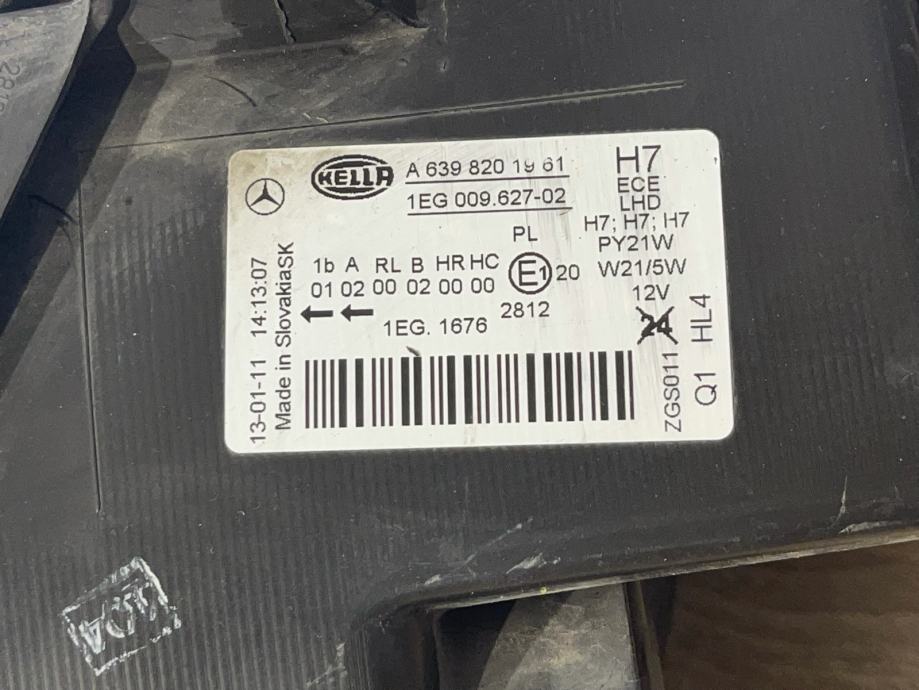 HELLA
A 639 820 19 61
1EG 009.627-02
H7
ECE
LHD
H7; H7; H7
PY21W
W21/5W
12V
24
PL
1b A RL B HR HC
01 02 00 02 00 00
E1 20
2812
1EG. 1676
13-01-11 14:13:07
Made in SlovakiaSK
ZGS011
Q1 HL4